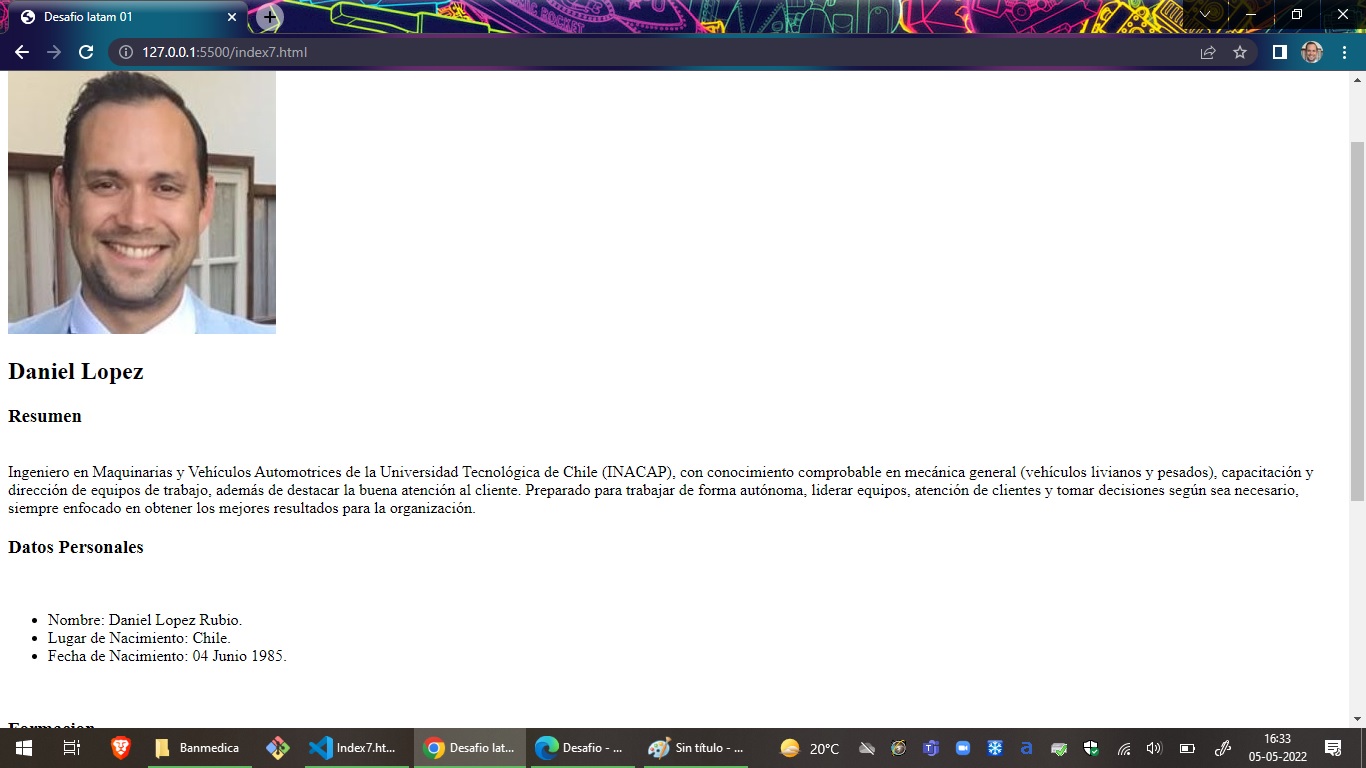 Desafio latam 01
127.0.0.1:5500/index7.html
Daniel Lopez
Resumen
Ingeniero en Maquinarias y Vehículos Automotrices de la Universidad Tecnológica de Chile (INACAP), con conocimiento comprobable en mecánica general (vehículos livianos y pesados), capacitación y
dirección de equipos de trabajo, además de destacar la buena atención al cliente. Preparado para trabajar de forma autónoma, liderar equipos, atención de clientes y tomar decisiones según sea necesario,
siempre enfocado en obtener los mejores resultados para la organización.
Datos Personales
Nombre: Daniel Lopez Rubio.
Lugar de Nacimiento: Chile.
Fecha de Nacimiento: 04 Junio 1985.
Formacion
Banmedica
Index7.ht...
Desafio lat...
Desafio - ...
Sin título - ...
20°C
16:33
05-05-2022